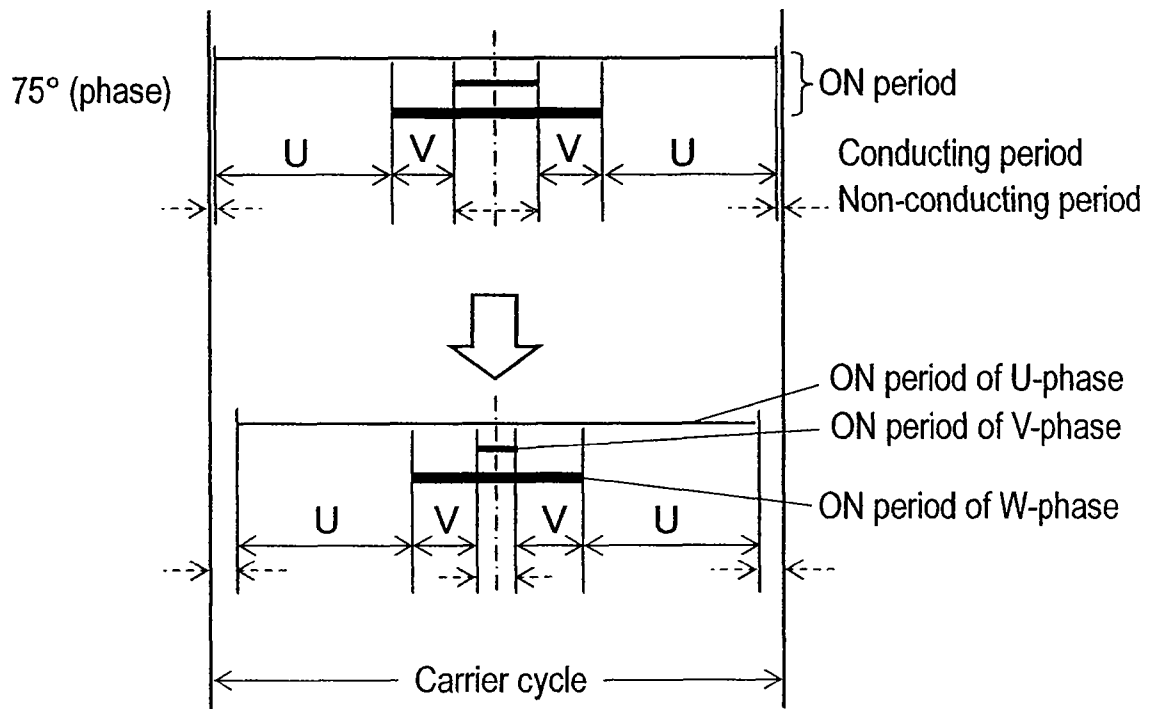 75° (phase)
ON period
U V V U
Conducting period
Non-conducting period
ON period of U-phase
ON period of V-phase
ON period of W-phase
U V V U
Carrier cycle